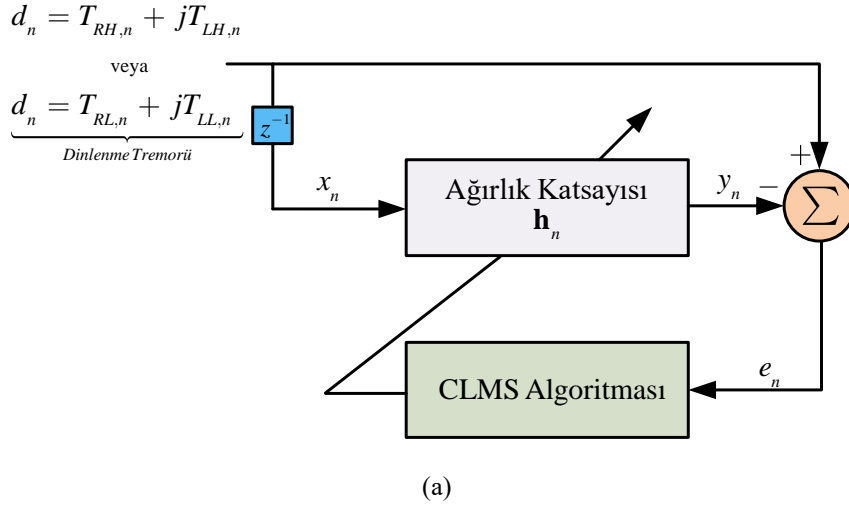 d_n = T_{RH,n} + jT_{LH,n}
veya
d_n = T_{RL,n} + jT_{LL,n}
Dinlenme Tremorü
z^{-1}
x_n
Ağırlık Katsayısı
h_n
y_n
−
+
∑
CLMS Algoritması
e_n
(a)